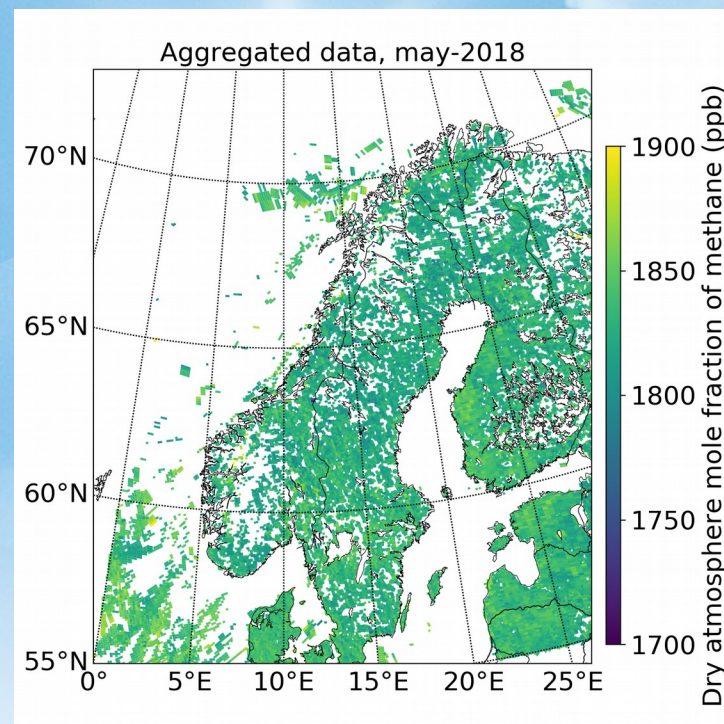 Aggregated data, may-2018
70°N
65°N
60°N
55°N
0°
5°E
10°E
15°E
20°E
25°E
1900
1850
1800
1750
1700
Dry atmosphere mole fraction of methane (ppb)